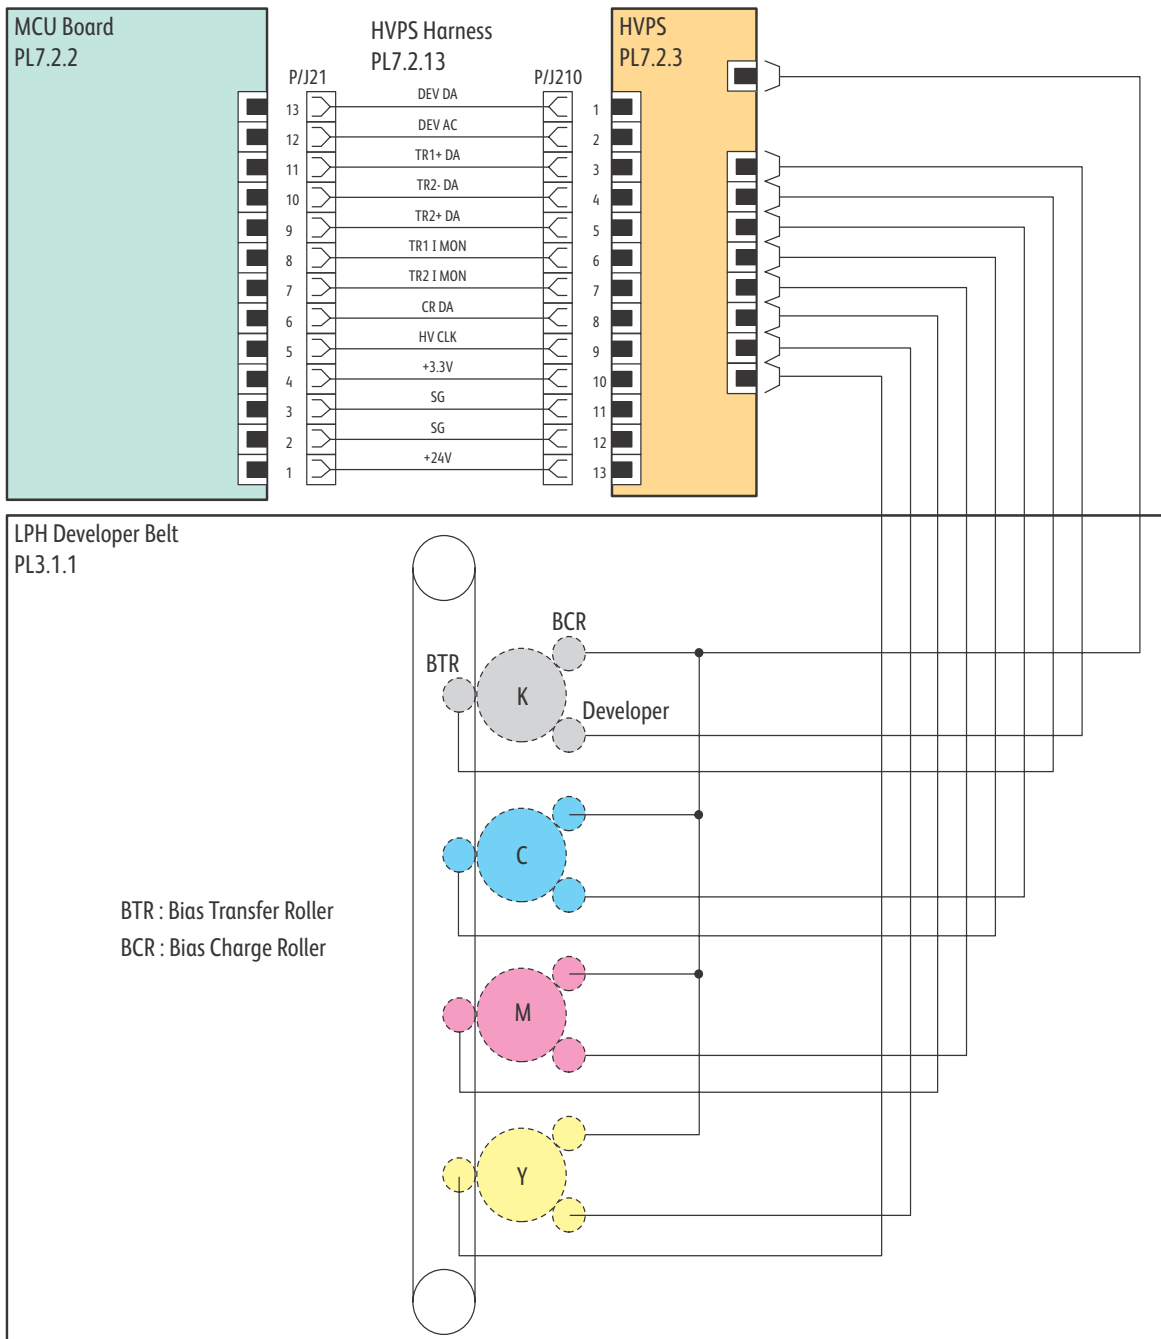 MCU Board
PL7.2.2
HVPS Harness
PL7.2.13
HVPS
PL7.2.3
P/J21
P/J210
13 DEV DA 1
12 DEV AC 2
11 TR1+ DA 3
10 TR2- DA 4
9 TR2+ DA 5
8 TR1 I MON 6
7 TR2 I MON 7
6 CR DA 8
5 HV CLK 9
4 +3.3V 10
3 SG 11
2 SG 12
1 +24V 13
LPH Developer Belt
PL3.1.1
BCR
BTR
K
Developer
C
BTR : Bias Transfer Roller
BCR : Bias Charge Roller
M
Y